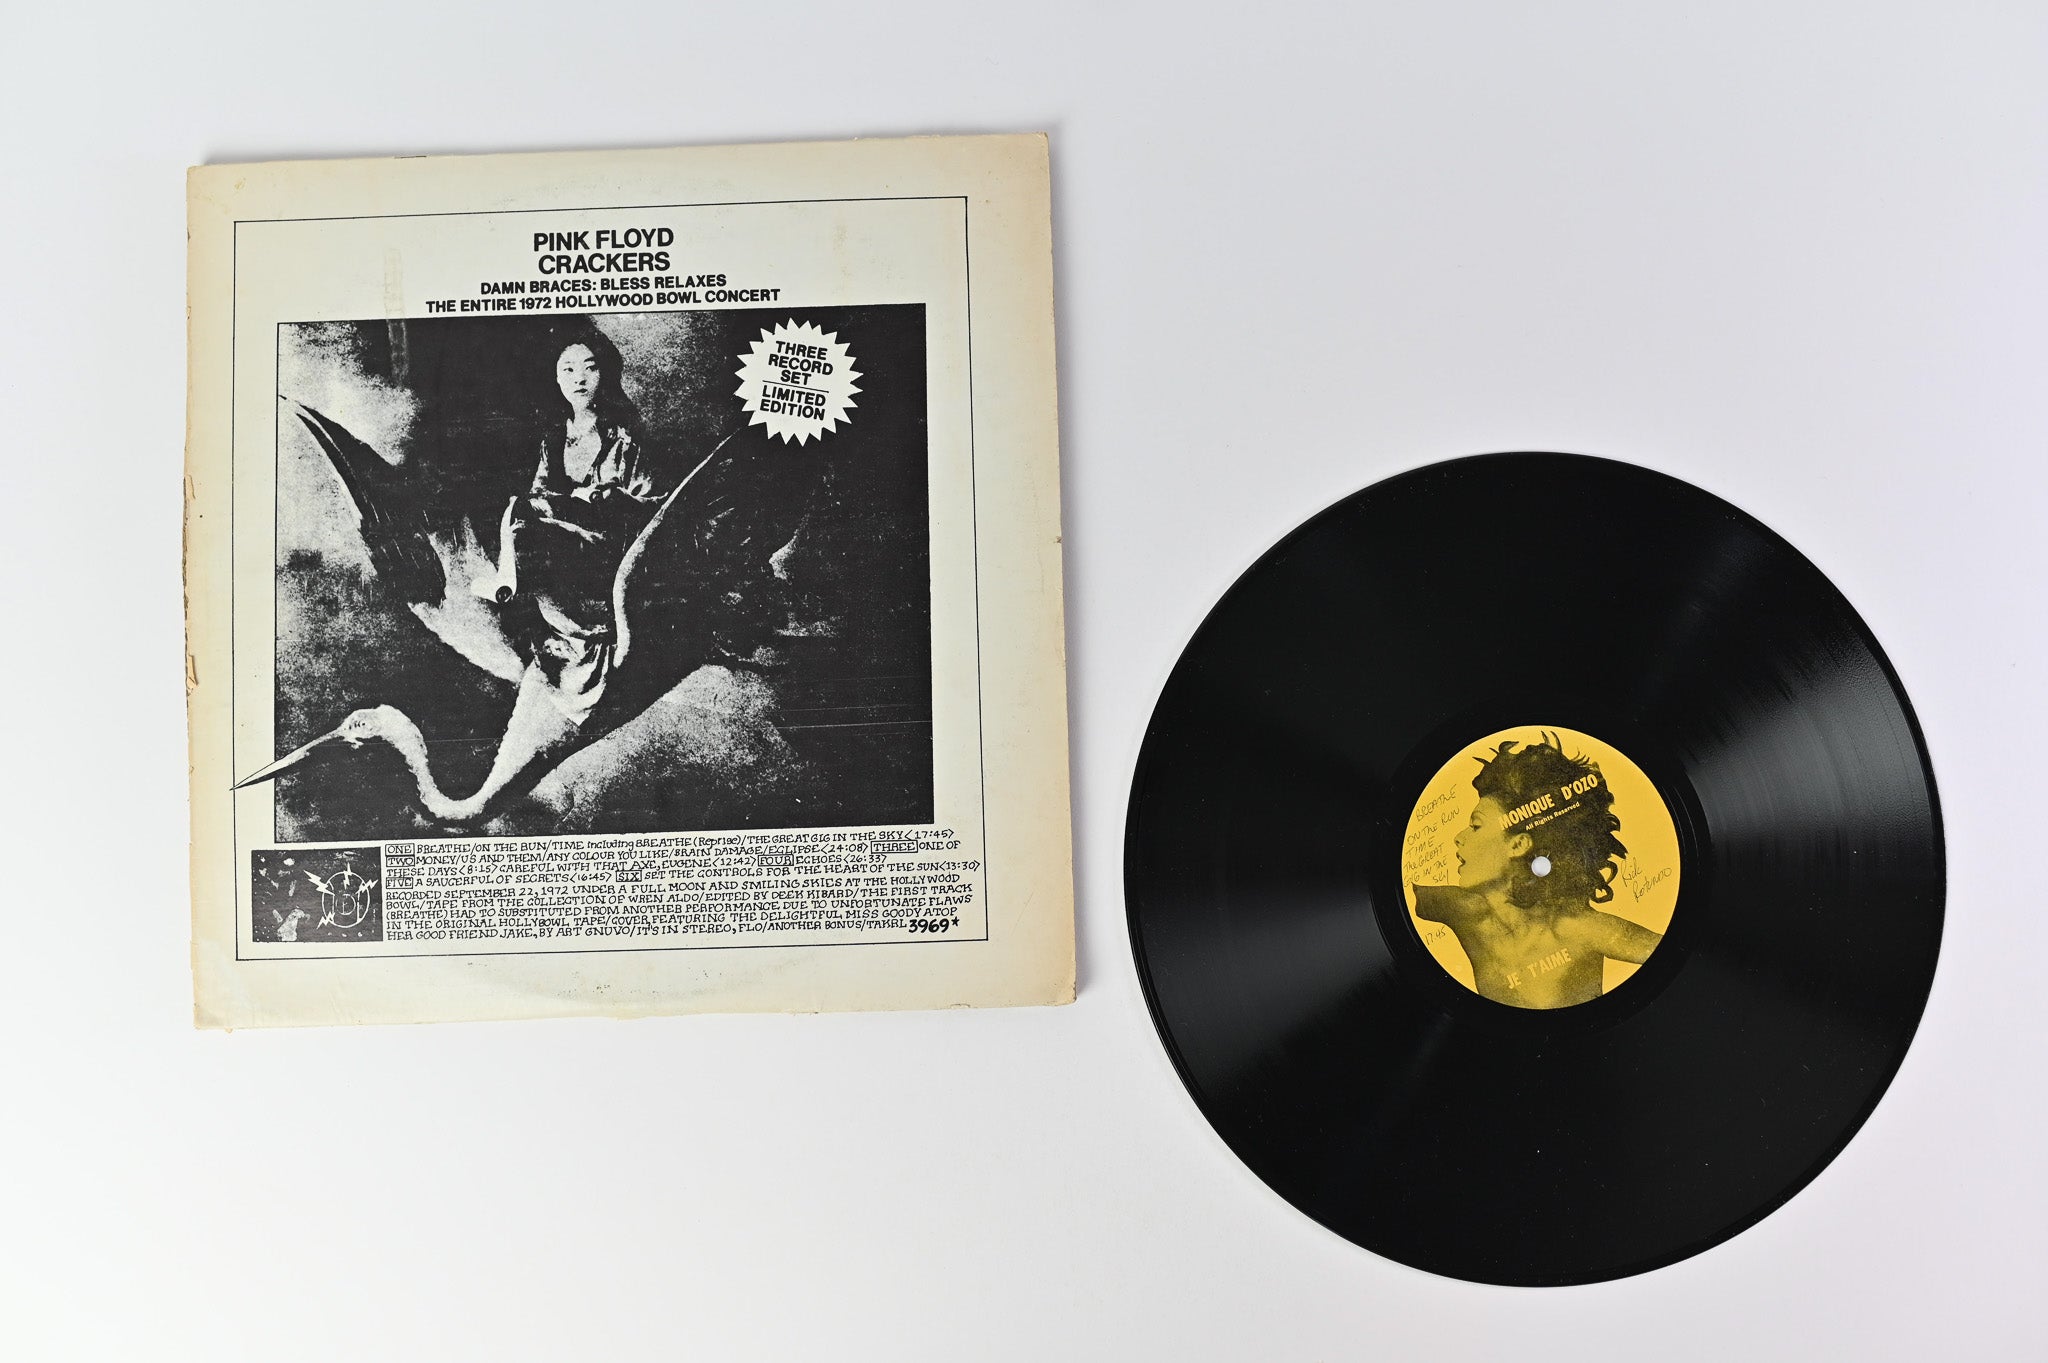 PINK FLOYD
CRACKERS
DAMN BRACES: BLESS RELAXES
THE ENTIRE 1972 HOLLYWOOD BOWL CONCERT
THREE
RECORD
SET
LIMITED
EDITION
ONE BREATHE/ON THE RUN/TIME including BREATHE (Reprise)/THE GREAT GIG IN THE SKY<17:45>
TWO MONEY/US AND THEM/ANY COLOUR YOU LIKE/BRAIN DAMAGE/EGLIPSE<24:08> THREE ONE OF
THESE DAYS<8:15>CAREFUL WITH THAT AXE, EUGENE<12:42> FOUR ECHOES<26:33>
FIVE A SAUCERFUL OF SECRETS<16:45> SIX SET THE CONTROLS FOR THE HEART OF THE SUN<13:30>
RECORDED SEPTEMBER 22, 1972 UNDER A FULL MOON AND SMILING SKIES AT THE HOLLYWOOD
BOWL/TAPE FROM THE COLLECTION OF WREN ALDO/EDITED BY DEEK KIBARD/THE FIRST TRACK
(BREATHE) HAD TO SUBSTITUTED FROM ANOTHER PERFORMANCE DUE TO UNFORTUNATE FLAWS
IN THE ORIGINAL HOLLYBOWL TAPE/COVER FEATURING THE DELIGHTFUL MISS GOODY ATOP
HER GOOD FRIEND JAKE, BY ART GNUVO/IT'S IN STEREO, FLO/ANOTHER BONUS/TAKRL 3969*
MONIQUE D'OZO
All Rights Reserved
BREATHE
ON THE RUN
TIME
THE GREAT
GIG IN THE
SKY
17:45
JE T'AIME